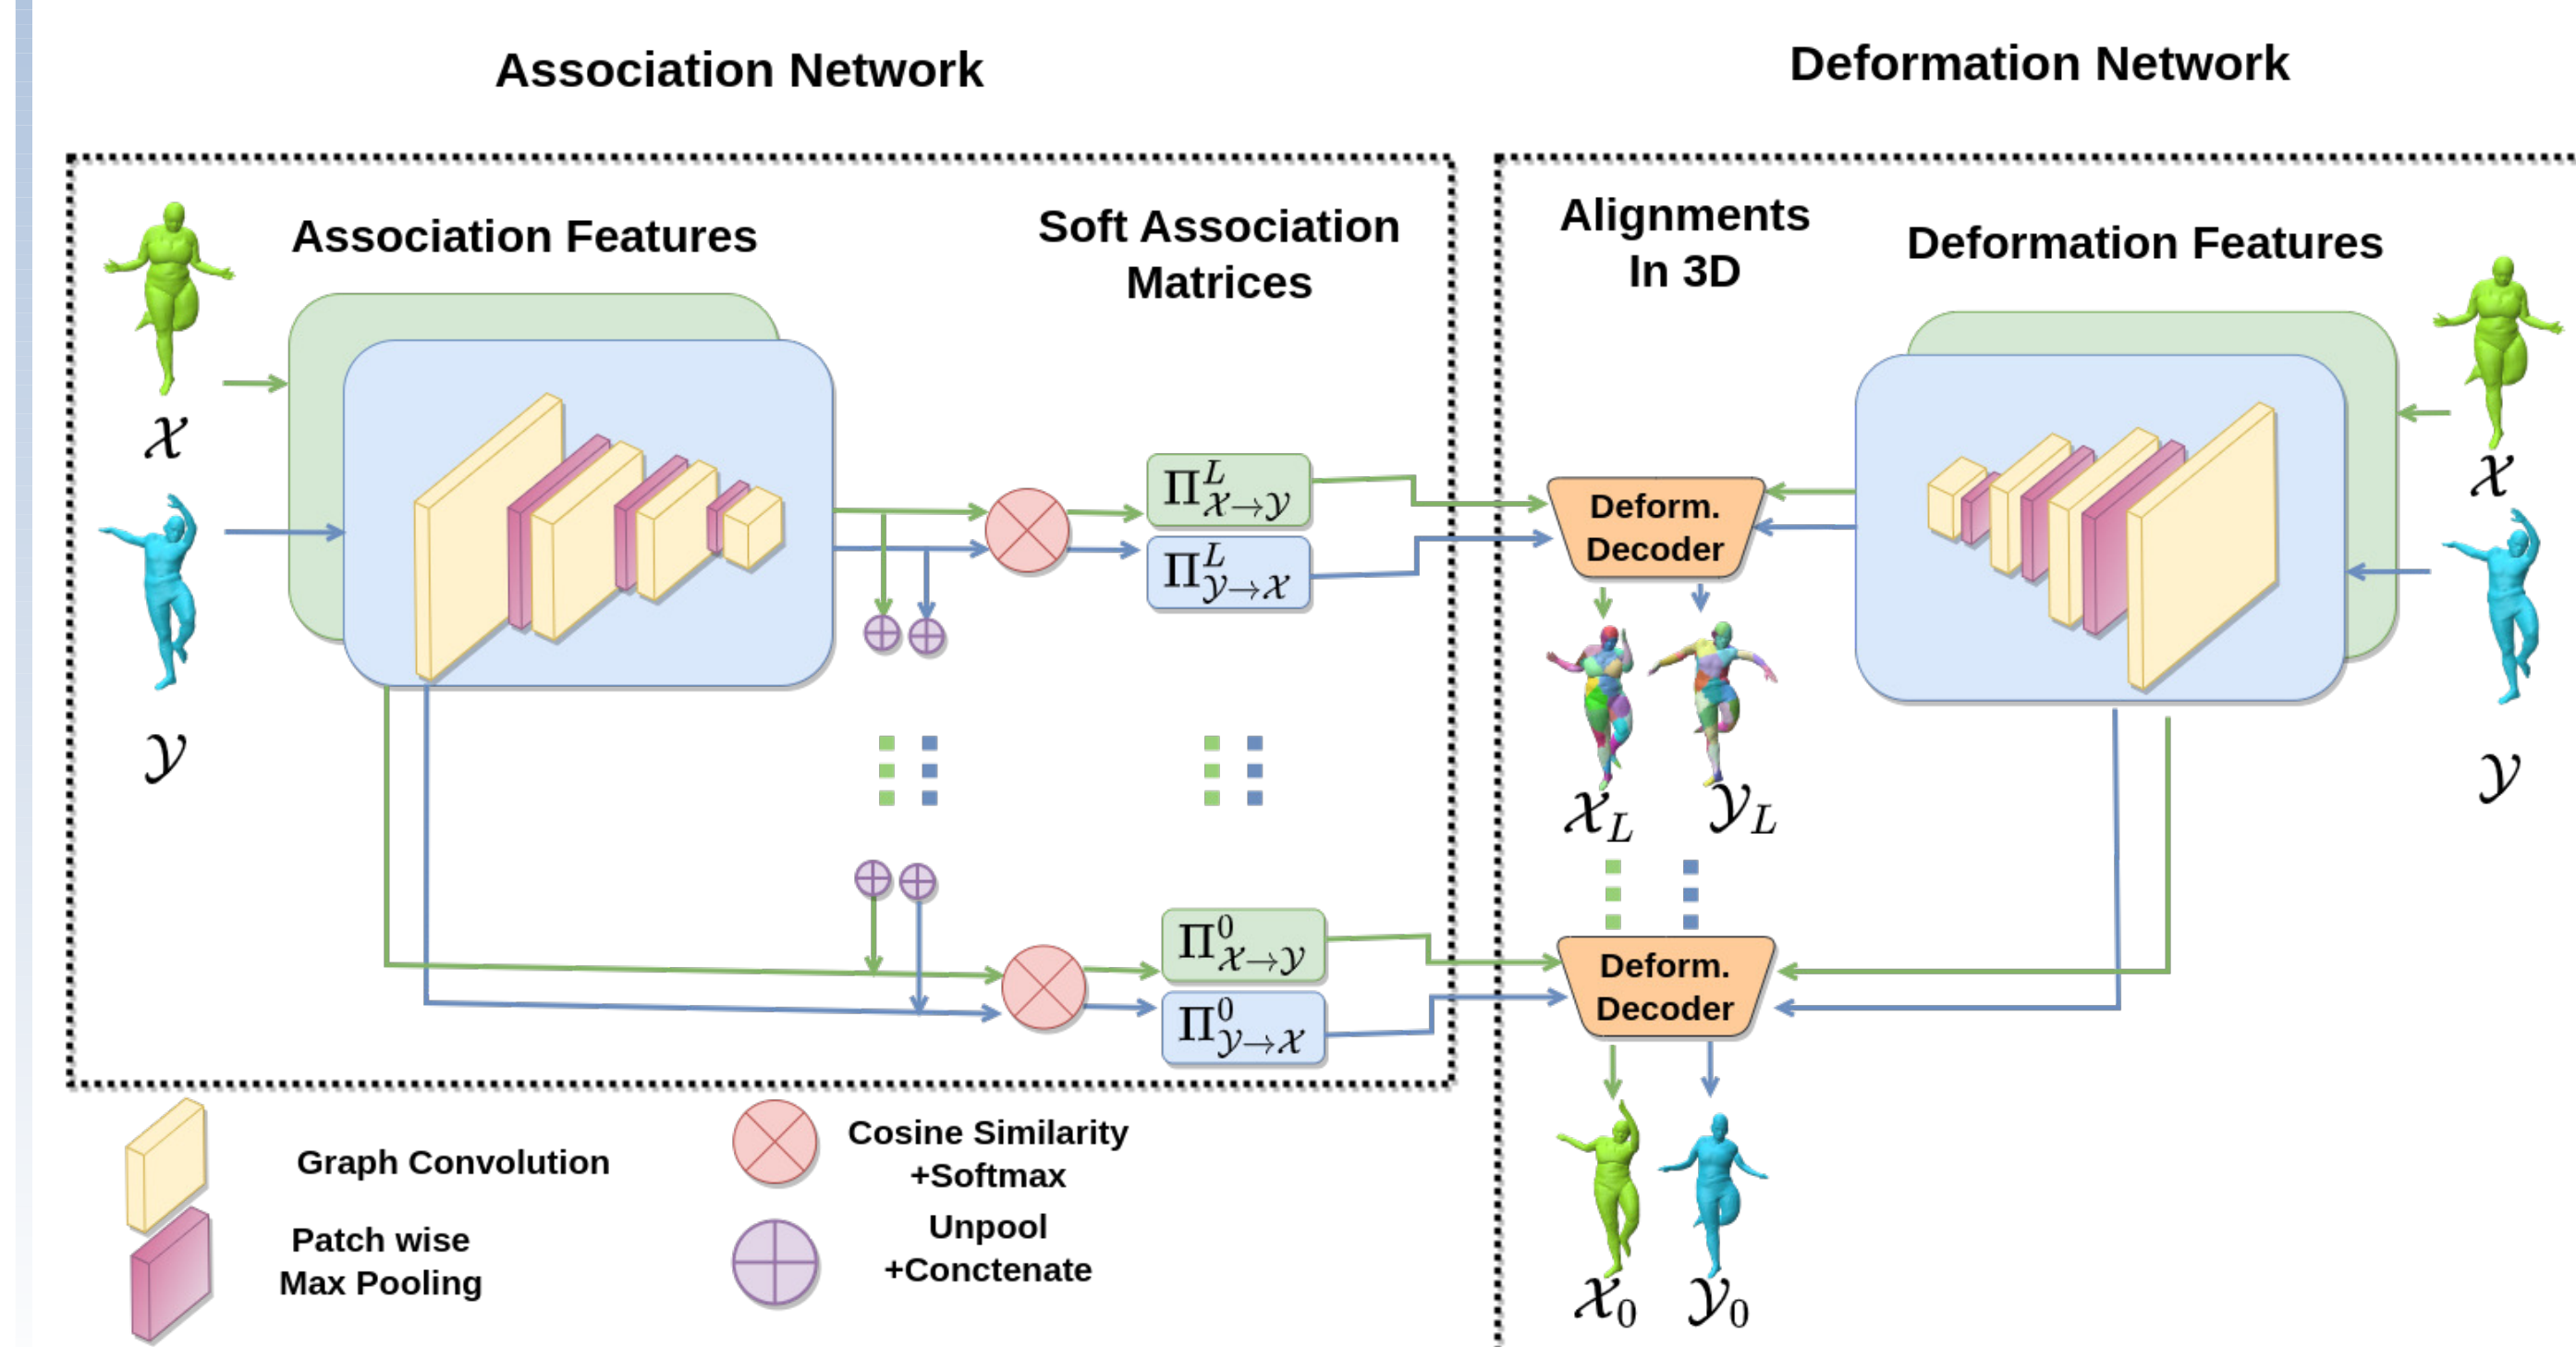 Association Network
Deformation Network
Association Features
Soft Association
Matrices
Alignments
In 3D
Deformation Features
𝒳
𝒴
Π^L_{𝒳→𝒴}
Π^L_{𝒴→𝒳}
Deform.
Decoder
𝒳
𝒴
𝒳_L
𝒴_L
Π^0_{𝒳→𝒴}
Π^0_{𝒴→𝒳}
Deform.
Decoder
𝒳_0
𝒴_0
Graph Convolution
Patch wise
Max Pooling
Cosine Similarity
+Softmax
Unpool
+Conctenate